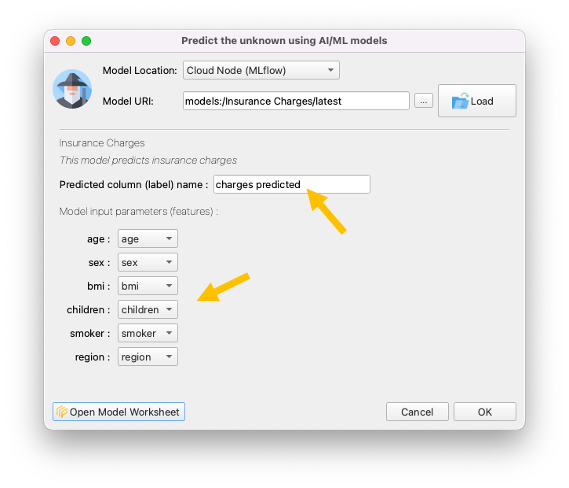 Predict the unknown using AI/ML models
Model Location: Cloud Node (MLflow)
Model URI: models:/Insurance Charges/latest ... Load
Insurance Charges
This model predicts insurance charges
Predicted column (label) name : charges predicted
Model input parameters (features) :
age : age
sex : sex
bmi : bmi
children : children
smoker : smoker
region : region
Open Model Worksheet Cancel OK